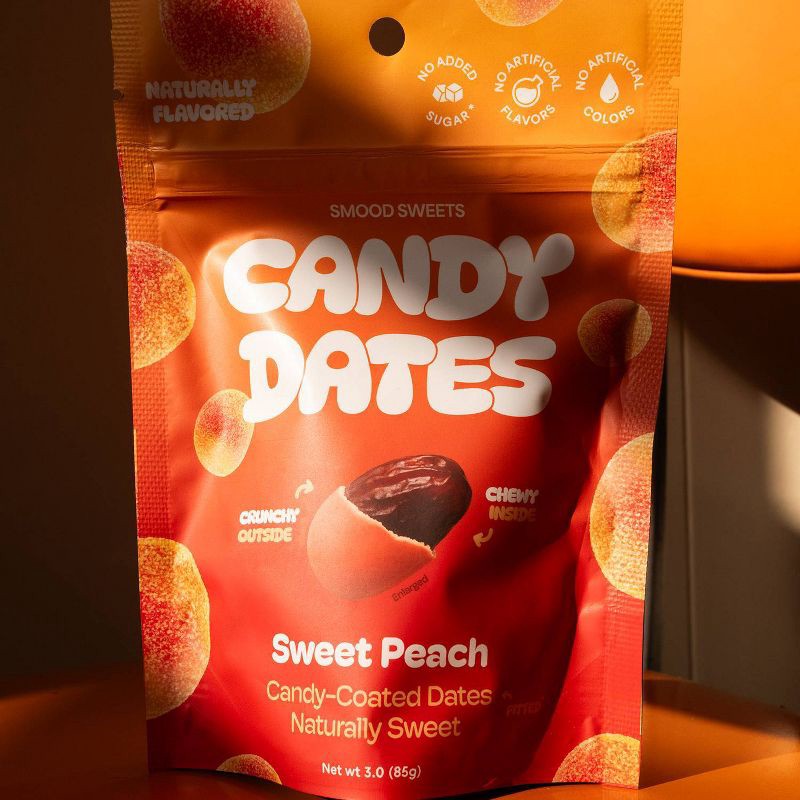 NATURALLY
FLAVORED
NO ADDED
SUGAR*
NO ARTIFICIAL
FLAVORS
NO ARTIFICIAL
COLORS
SMOOD SWEETS
CANDY
DATES
CRUNCHY
OUTSIDE
CHEWY
INSIDE
Enlarged
Sweet Peach
Candy-Coated Dates
PITTED
Naturally Sweet
Net wt 3.0 (85g)